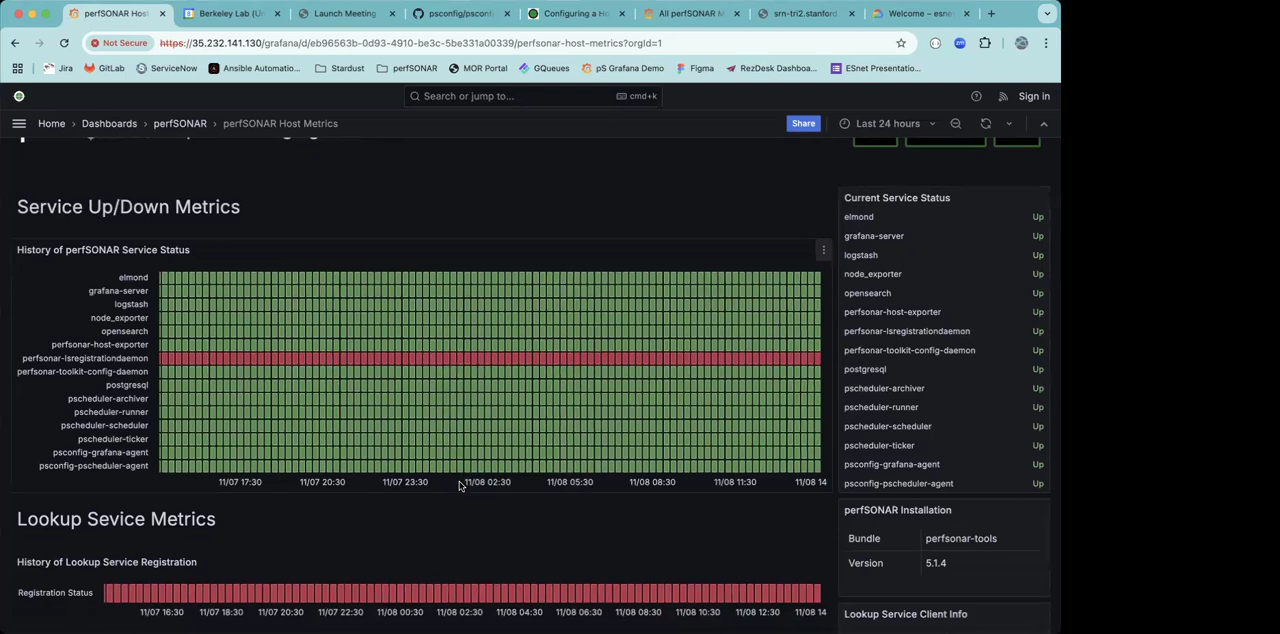 perfSONAR Host
Berkeley Lab (Un
Launch Meeting
psconfig/psconfi
Configuring a Ho
All perfSONAR M
srn-tri2.stanford.
Welcome – esnet
Not Secure
https://35.232.141.130/grafana/d/eb96563b-0d93-4910-be3c-5be331a00339/perfsonar-host-metrics?orgId=1
Jira
GitLab
ServiceNow
Ansible Automatio...
Stardust
perfSONAR
MOR Portal
GQueues
pS Grafana Demo
Figma
RezDesk Dashboa...
ESnet Presentatio...
Search or jump to...
cmd+k
Sign in
Home › Dashboards › perfSONAR › perfSONAR Host Metrics
Share
Last 24 hours
Service Up/Down Metrics
History of perfSONAR Service Status
elmond
grafana-server
logstash
node_exporter
opensearch
perfsonar-host-exporter
perfsonar-lsregistrationdaemon
perfsonar-toolkit-config-daemon
postgresql
pscheduler-archiver
pscheduler-runner
pscheduler-scheduler
pscheduler-ticker
psconfig-grafana-agent
psconfig-pscheduler-agent
11/07 17:30 11/07 20:30 11/07 23:30 11/08 02:30 11/08 05:30 11/08 08:30 11/08 11:30 11/08 14
Current Service Status
elmond Up
grafana-server Up
logstash Up
node_exporter Up
opensearch Up
perfsonar-host-exporter Up
perfsonar-lsregistrationdaemon Up
perfsonar-toolkit-config-daemon Up
postgresql Up
pscheduler-archiver Up
pscheduler-runner Up
pscheduler-scheduler Up
pscheduler-ticker Up
psconfig-grafana-agent Up
psconfig-pscheduler-agent Up
Lookup Sevice Metrics
History of Lookup Service Registration
Registration Status
11/07 16:30 11/07 18:30 11/07 20:30 11/07 22:30 11/08 00:30 11/08 02:30 11/08 04:30 11/08 06:30 11/08 08:30 11/08 10:30 11/08 12:30 11/08 14
perfSONAR Installation
Bundle perfsonar-tools
Version 5.1.4
Lookup Service Client Info